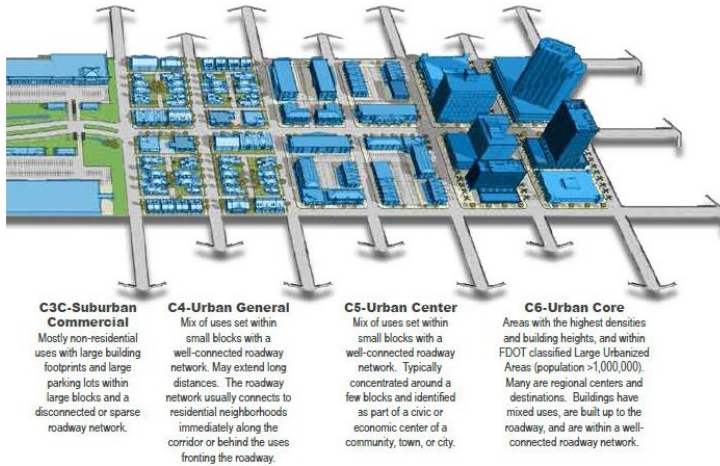 C3C-Suburban
Commercial
Mostly non-residential
uses with large building
footprints and large
parking lots within
large blocks and a
disconnected or sparse
roadway network.
C4-Urban General
Mix of uses set within
small blocks with a
well-connected roadway
network. May extend long
distances. The roadway
network usually connects to
residential neighborhoods
immediately along the
corridor or behind the uses
fronting the roadway.
C5-Urban Center
Mix of uses set within
small blocks with a
well-connected roadway
network. Typically
concentrated around a
few blocks and identified
as part of a civic or
economic center of a
community, town, or city.
C6-Urban Core
Areas with the highest densities
and building heights, and within
FDOT classified Large Urbanized
Areas (population >1,000,000).
Many are regional centers and
destinations. Buildings have
mixed uses, are built up to the
roadway, and are within a well-
connected roadway network.